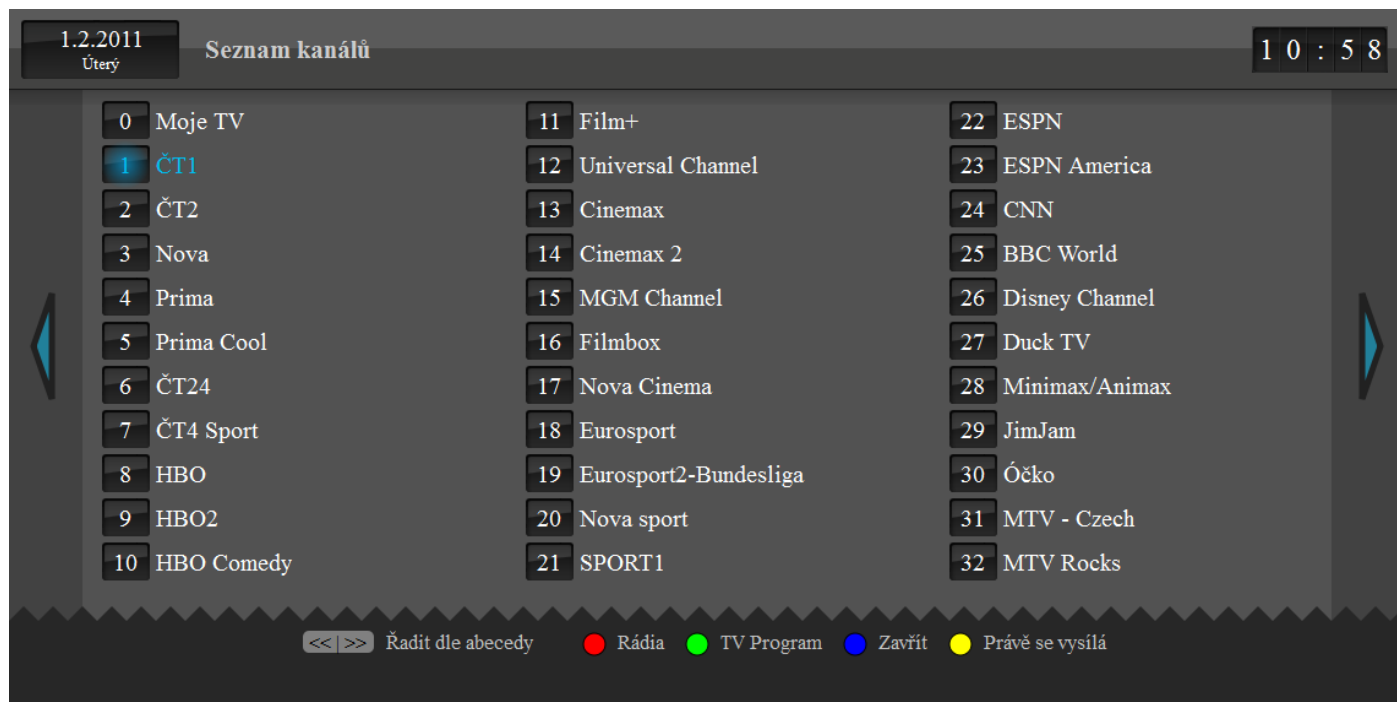 1.2.2011
Úterý
Seznam kanálů
10:58
0 Moje TV
1 ČT1
2 ČT2
3 Nova
4 Prima
5 Prima Cool
6 ČT24
7 ČT4 Sport
8 HBO
9 HBO2
10 HBO Comedy
11 Film+
12 Universal Channel
13 Cinemax
14 Cinemax 2
15 MGM Channel
16 Filmbox
17 Nova Cinema
18 Eurosport
19 Eurosport2-Bundesliga
20 Nova sport
21 SPORT1
22 ESPN
23 ESPN America
24 CNN
25 BBC World
26 Disney Channel
27 Duck TV
28 Minimax/Animax
29 JimJam
30 Óčko
31 MTV - Czech
32 MTV Rocks
<<|>> Řadit dle abecedy Rádia TV Program Zavřít Právě se vysílá